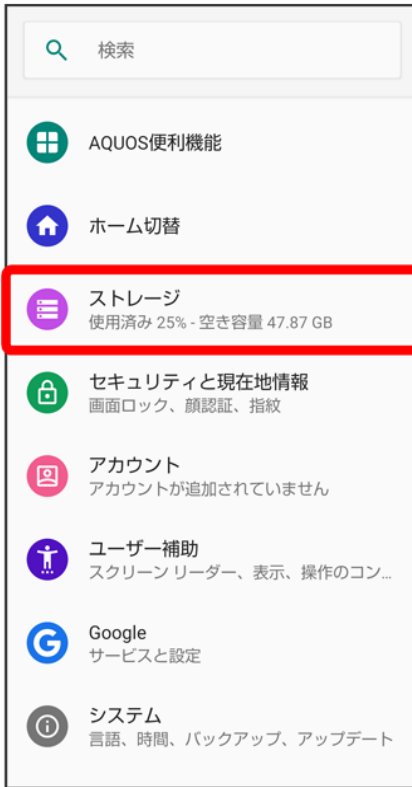 検索
AQUOS便利機能
ホーム切替
ストレージ
使用済み 25% - 空き容量 47.87 GB
セキュリティと現在地情報
画面ロック、顔認証、指紋
アカウント
アカウントが追加されていません
ユーザー補助
スクリーン リーダー、表示、操作のコン...
Google
サービスと設定
システム
言語、時間、バックアップ、アップデート